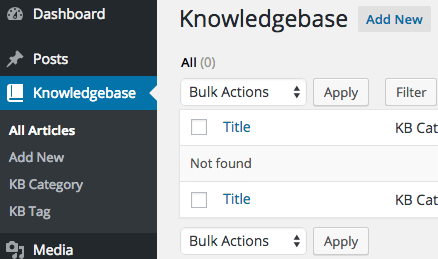 Dashboard
Posts
Knowledgebase
All Articles
Add New
KB Category
KB Tag
Media
Knowledgebase Add New
All (0)
Bulk Actions Apply Filter
Title KB Cat
Not found
Title KB Cat
Bulk Actions Apply